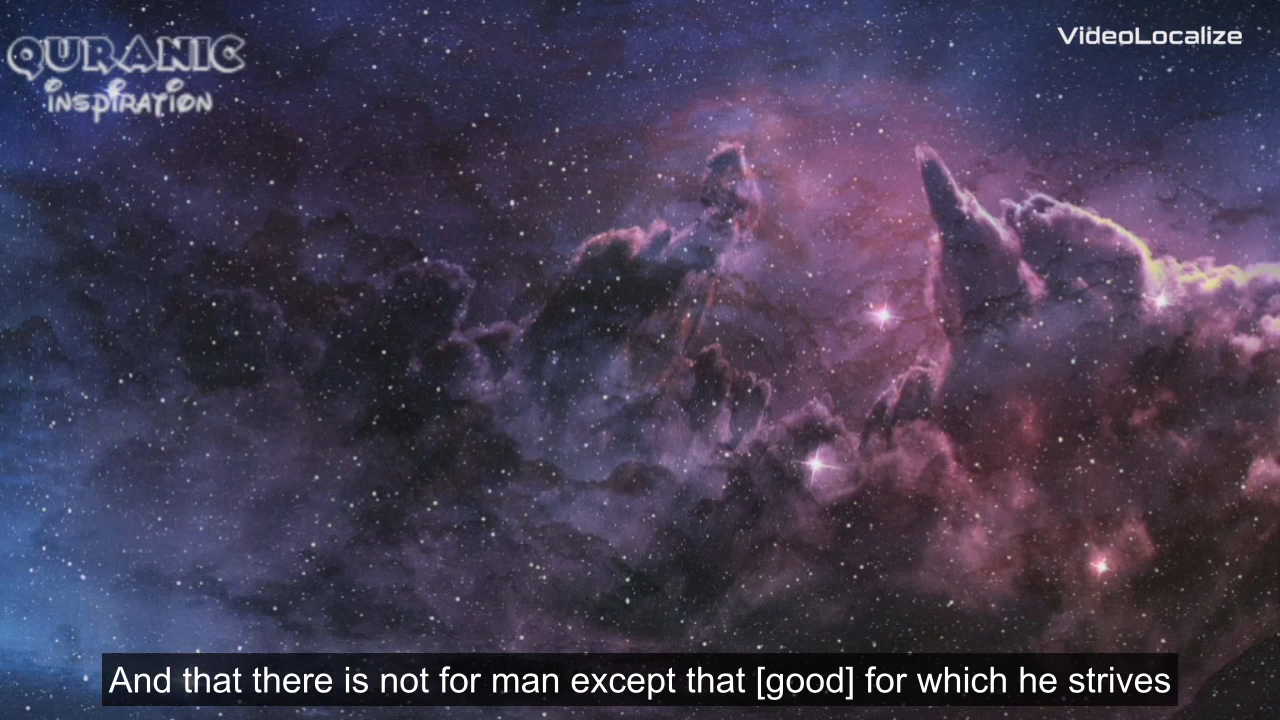 QURANIC
INSPIRATION
VideoLocalize
And that there is not for man except that [good] for which he strives